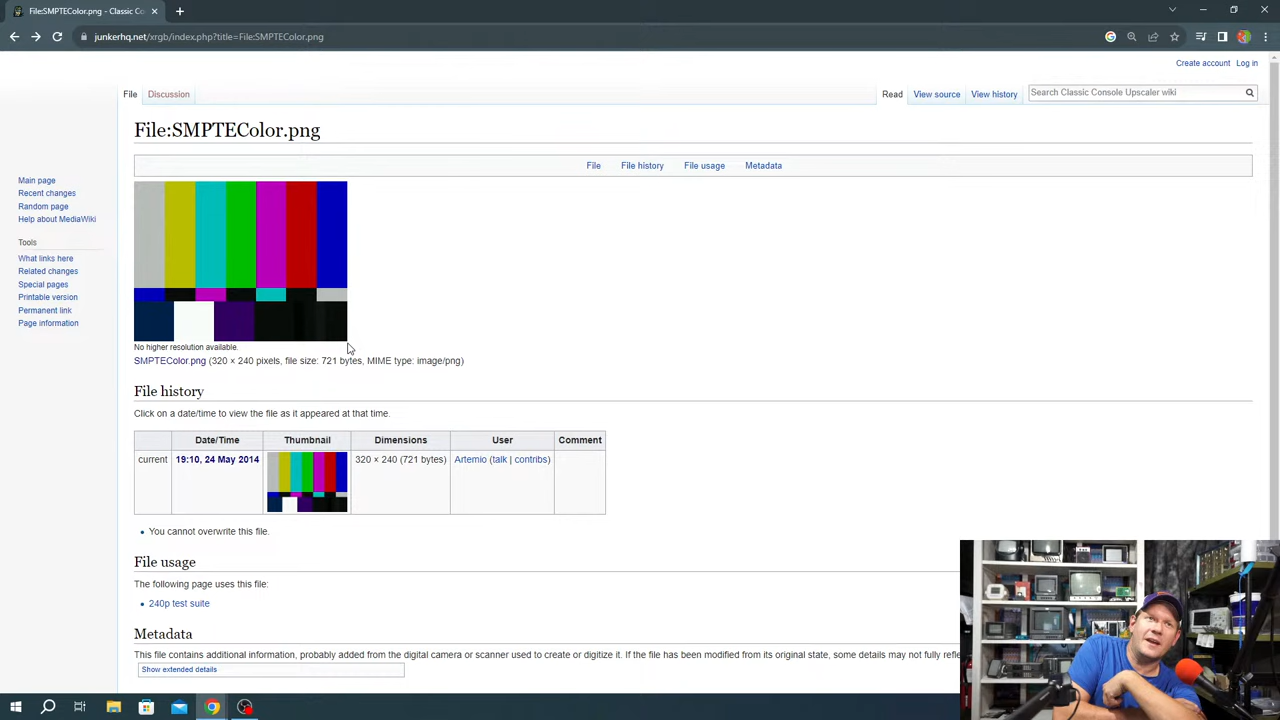 File:SMPTEColor.png - Classic Co
junkerhq.net/xrgb/index.php?title=File:SMPTEColor.png
Create account Log in
File Discussion Read View source View history Search Classic Console Upscaler wiki
File:SMPTEColor.png
File File history File usage Metadata
Main page
Recent changes
Random page
Help about MediaWiki
Tools
What links here
Related changes
Special pages
Printable version
Permanent link
Page information
No higher resolution available.
SMPTEColor.png (320 × 240 pixels, file size: 721 bytes, MIME type: image/png)
File history
Click on a date/time to view the file as it appeared at that time.
Date/Time Thumbnail Dimensions User Comment
current 19:10, 24 May 2014 320 × 240 (721 bytes) Artemio (talk | contribs)
You cannot overwrite this file.
File usage
The following page uses this file:
240p test suite
Metadata
This file contains additional information, probably added from the digital camera or scanner used to create or digitize it. If the file has been modified from its original state, some details may not fully refle
Show extended details